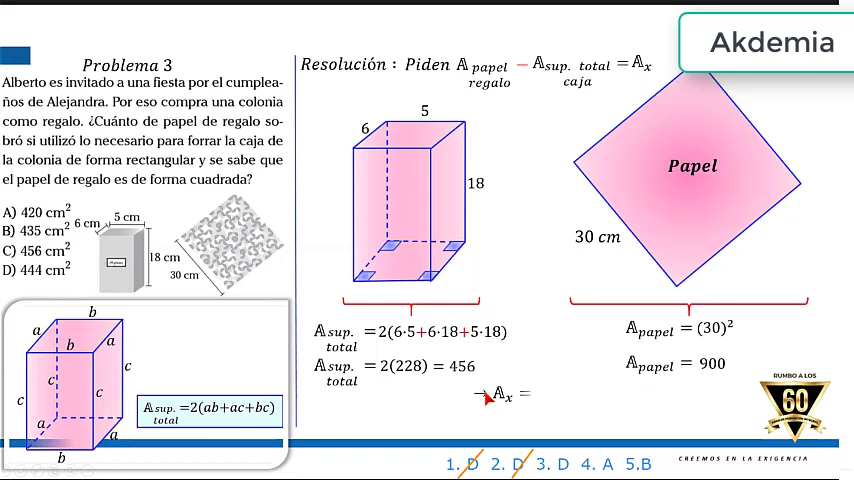 Akdemia
Problema 3
Alberto es invitado a una fiesta por el cumplea-
ños de Alejandra. Por eso compra una colonia
como regalo. ¿Cuánto de papel de regalo so-
bró si utilizó lo necesario para forrar la caja de
la colonia de forma rectangular y se sabe que
el papel de regalo es de forma cuadrada?
A) 420 cm²
B) 435 cm²
C) 456 cm²
D) 444 cm²
6 cm
5 cm
18 cm
30 cm
b
a
b
a
c
c
c
c
a
a
b
𝔸 sup. total =2(ab+ac+bc)
Resolución : Piden 𝔸 papel regalo − 𝔸 sup. total caja = 𝔸x
5
6
18
Papel
30 cm
𝔸 sup. total =2(6·5+6·18+5·18)
𝔸 sup. total = 2(228) = 456
→ 𝔸x =
𝔸papel = (30)²
𝔸papel = 900
RUMBO A LOS
60
CREEMOS EN LA EXIGENCIA
1. D 2. D 3. D 4. A 5.B